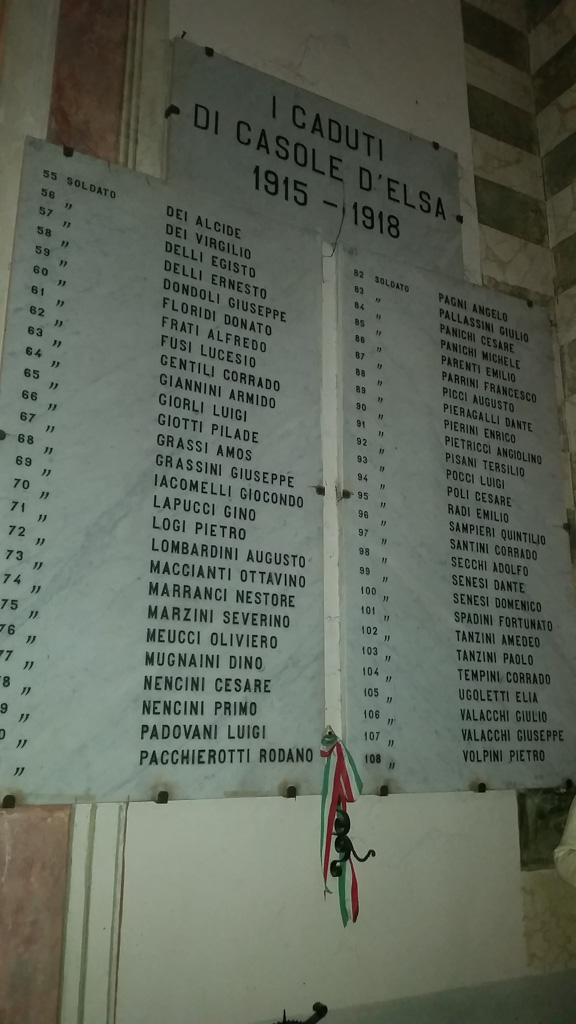 I CADUTI
DI CASOLE D'ELSA
1915 - 1918
55 SOLDATO DEI ALCIDE
56 " DEI VIRGILIO
57 " DELLI EGISTO
58 " DELLI ERNESTO
59 " DONDOLI GIUSEPPE
60 " FLORIDI DONATO
61 " FRATI ALFREDO
62 " FUSI LUCESIO
63 " GENTILI CORRADO
64 " GIANNINI ARMIDO
65 " GIORLI LUIGI
66 " GIOTTI PILADE
67 " GRASSI AMOS
68 " GRASSINI GIUSEPPE
69 " IACOMELLI GIOCONDO
70 " LAPUCCI GINO
71 " LOGI PIETRO
72 " LOMBARDINI AUGUSTO
73 " MACCIANTI OTTAVINO
74 " MARRANCI NESTORE
75 " MARZINI SEVERINO
76 " MEUCCI OLIVIERO
77 " MUGNAINI DINO
8 " NENCINI CESARE
9 " NENCINI PRIMO
0 " PADOVANI LUIGI
" PACCHIEROTTI RODANO
82 SOLDATO PAGNI ANGELO
83 " PALLASSINI GIULIO
84 " PANICHI CESARE
85 " PANICHI MICHELE
86 " PARENTI EMILIO
87 " PARRINI FRANCESCO
88 " PICCI AUGUSTO
89 " PIERAGALLI DANTE
90 " PIERINI ENRICO
91 " PIETRICCI ANGIOLINO
92 " PISANI TERSILIO
93 " POCCI LUIGI
94 " POLI CESARE
95 " RADI EMILIO
96 " SAMPIERI QUINTILIO
97 " SANTINI CORRADO
98 " SECCHI ADOLFO
99 " SENESI DANTE
100 " SENESI DOMENICO
101 " SPADINI FORTUNATO
102 " TANZINI AMEDEO
103 " TANZINI PAOLO
104 " TEMPINI CORRADO
105 " UGOLETTI ELIA
106 " VALACCHI GIULIO
107 " VALACCHI GIUSEPPE
108 " VOLPINI PIETRO